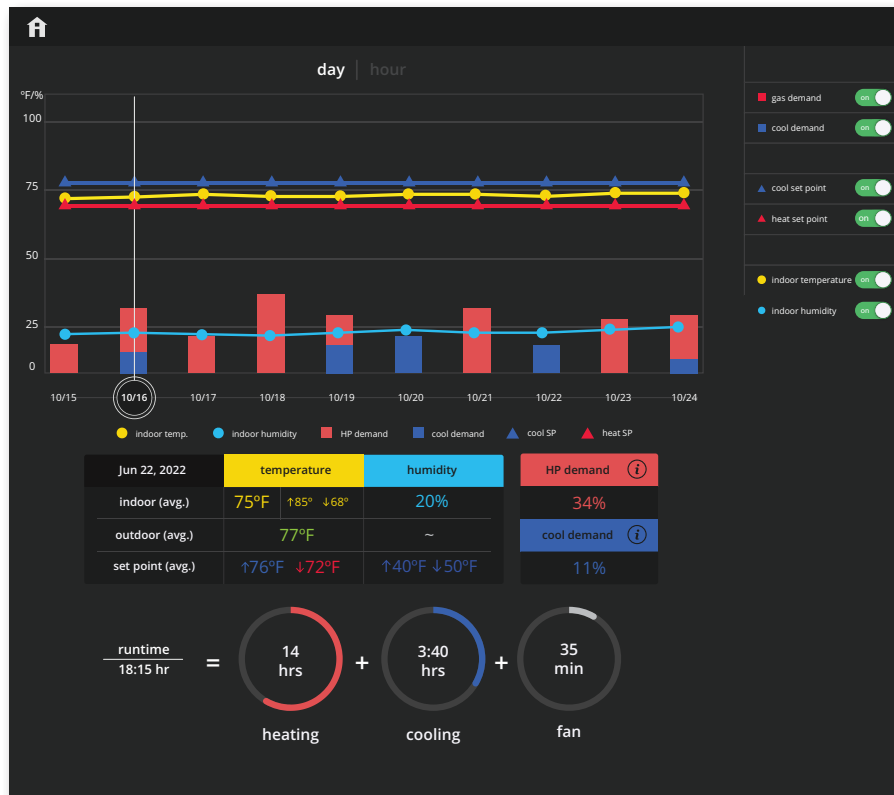 day | hour
°F/%
100
75
50
25
0
10/15 10/16 10/17 10/18 10/19 10/20 10/21 10/22 10/23 10/24
indoor temp. indoor humidity HP demand cool demand cool SP heat SP
gas demand on
cool demand on
cool set point on
heat set point on
indoor temperature on
indoor humidity on
Jun 22, 2022 temperature humidity
indoor (avg.) 75°F ↑85° ↓68° 20%
outdoor (avg.) 77°F ~
set point (avg.) ↑76°F ↓72°F ↑40°F ↓50°F
HP demand i
34%
cool demand i
11%
runtime
18:15 hr
=
14
hrs
heating
+
3:40
hrs
cooling
+
35
min
fan